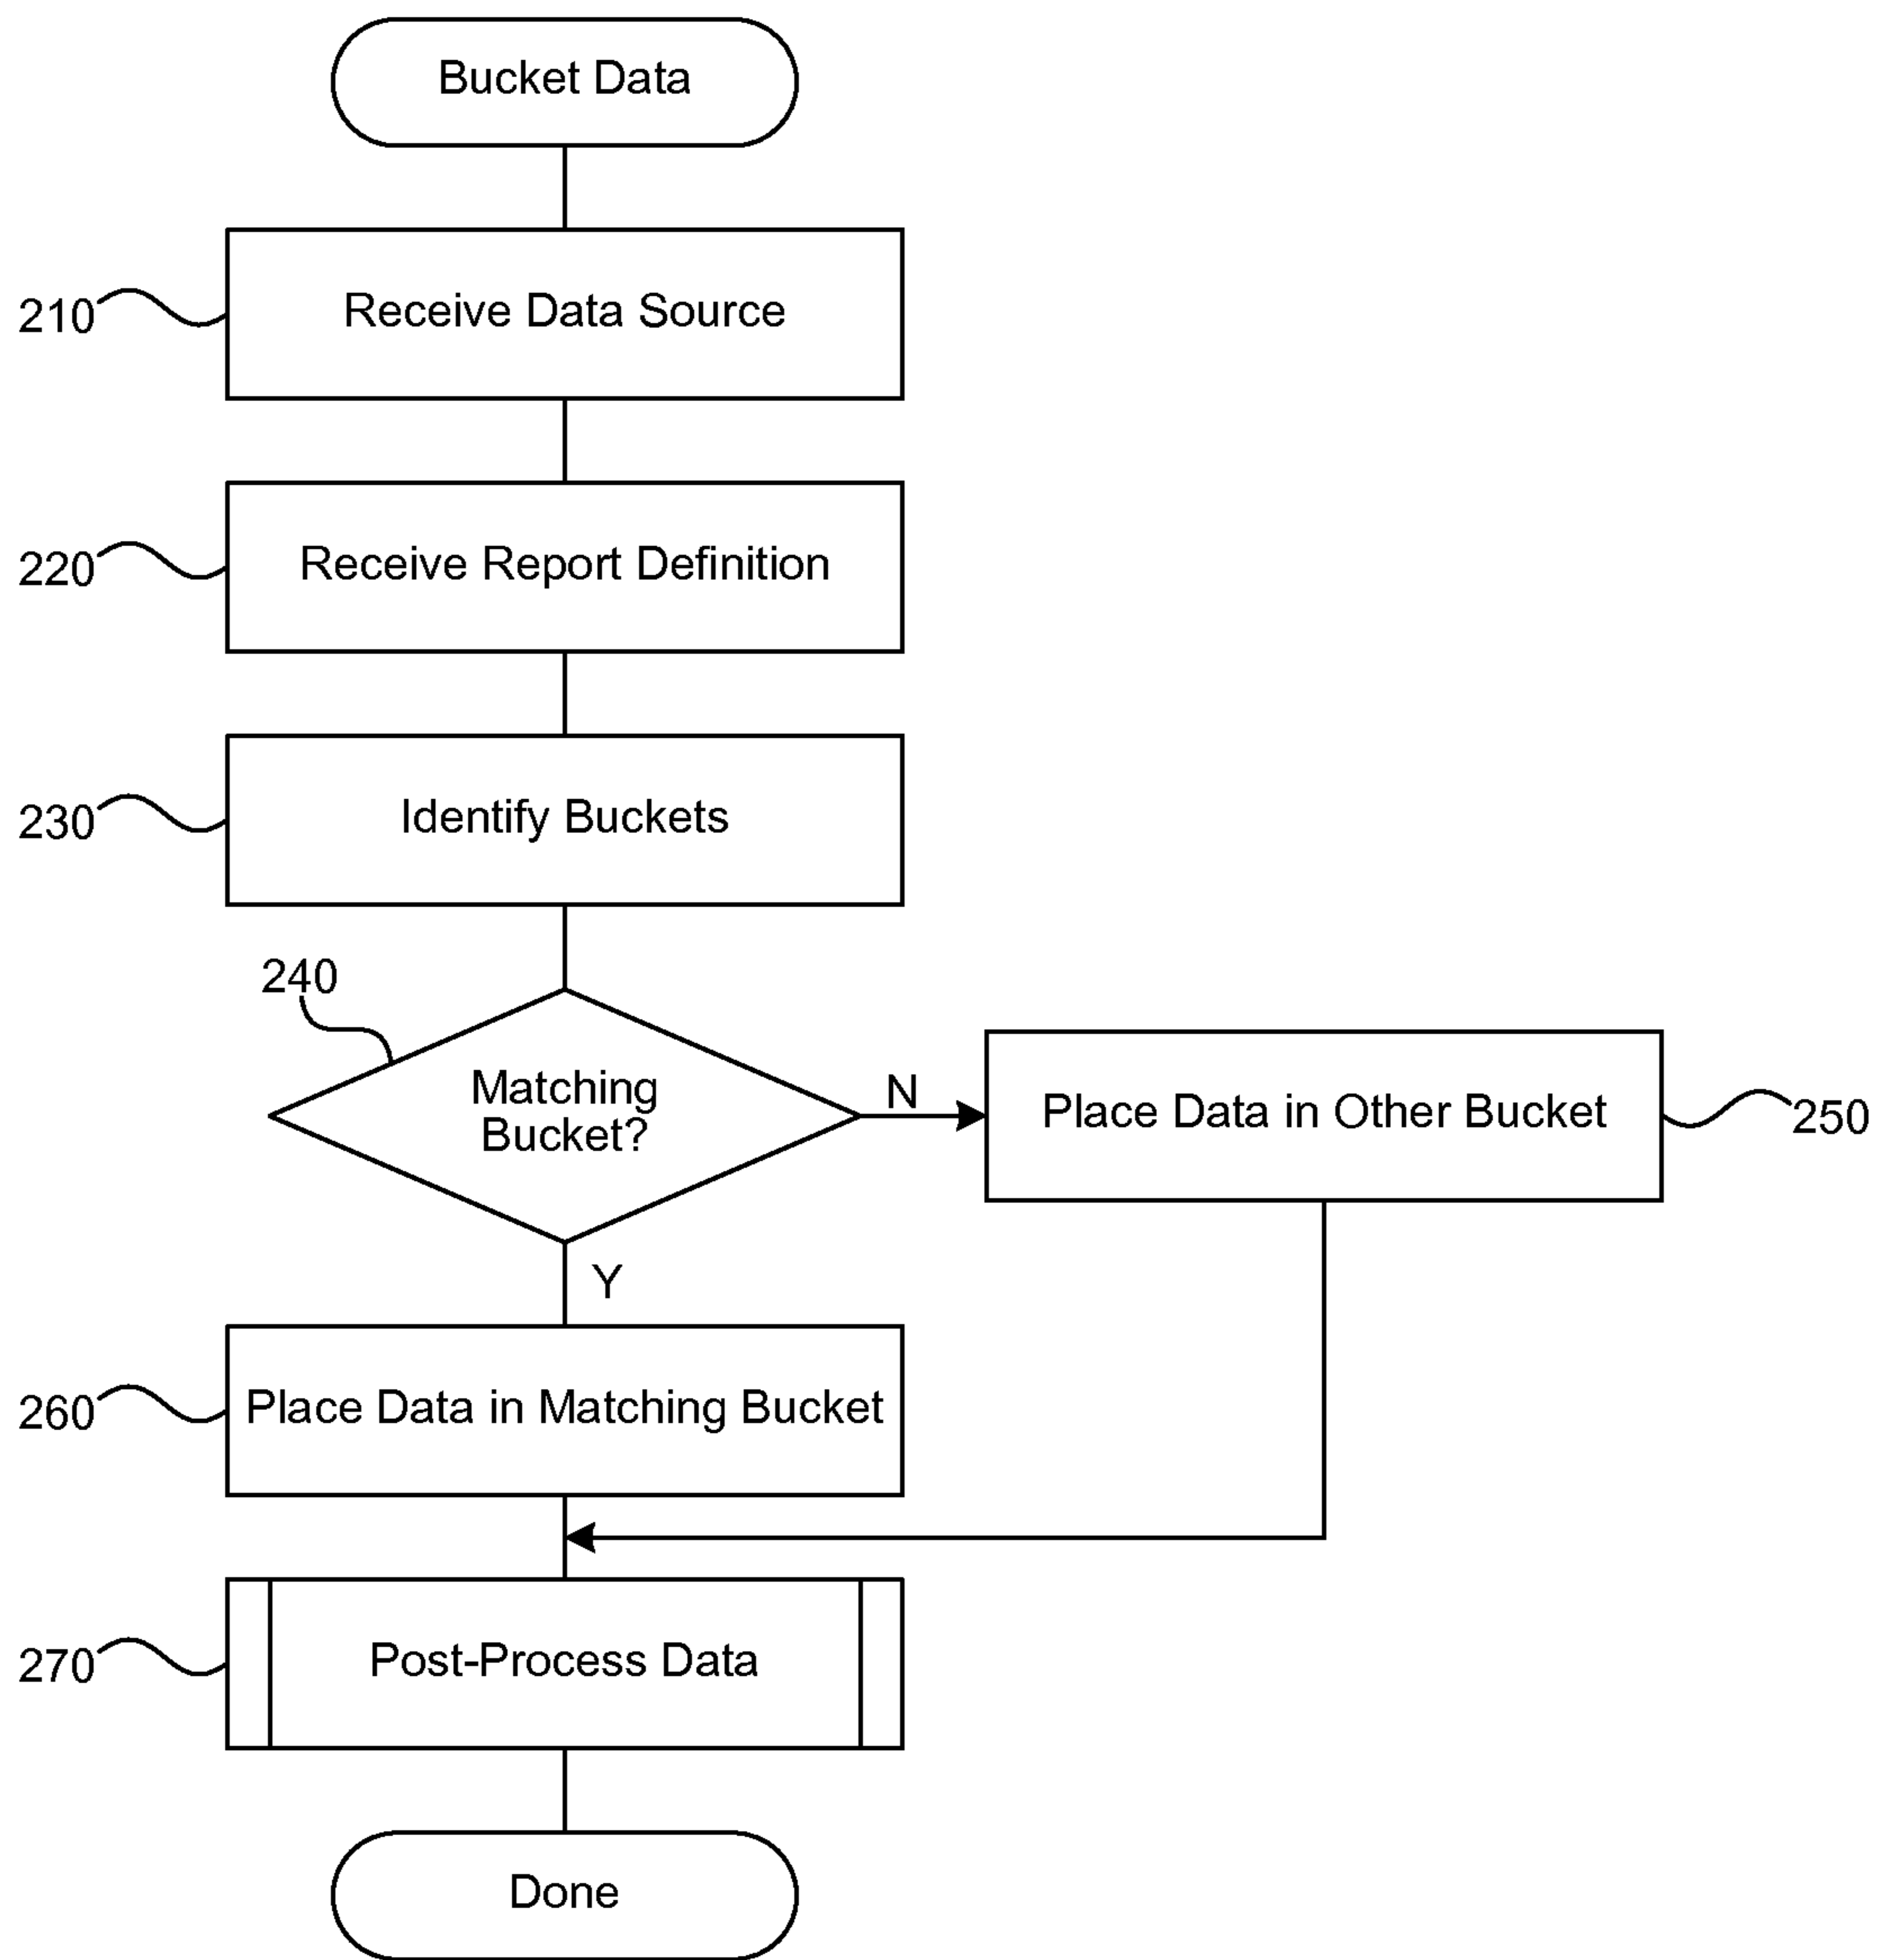 Bucket Data
210
Receive Data Source
220
Receive Report Definition
230
Identify Buckets
240
Matching
Bucket?
N
Place Data in Other Bucket
250
Y
260
Place Data in Matching Bucket
270
Post-Process Data
Done